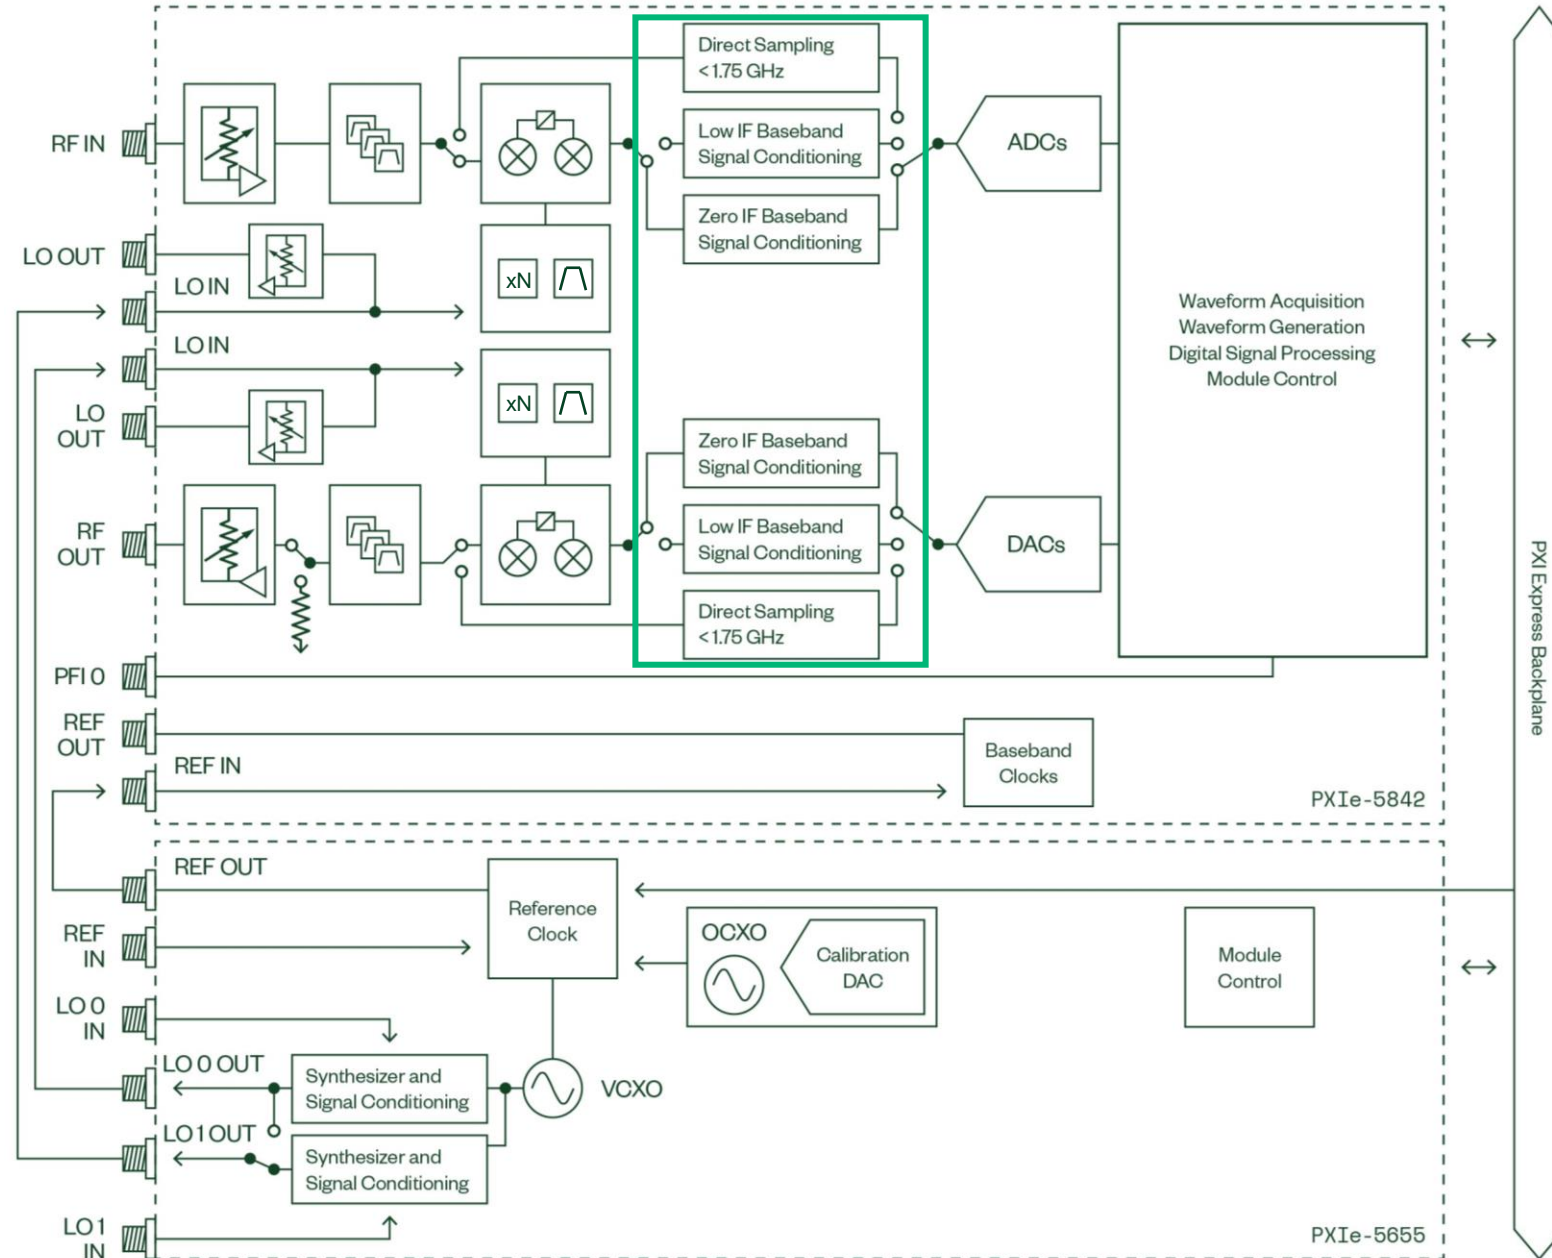 Direct Sampling
<1.75 GHz
RF IN
Low IF Baseband
Signal Conditioning
ADCs
Zero IF Baseband
Signal Conditioning
LO OUT
LO IN
xN
Waveform Acquisition
Waveform Generation
Digital Signal Processing
Module Control
LO IN
xN
LO
OUT
Zero IF Baseband
Signal Conditioning
RF
OUT
Low IF Baseband
Signal Conditioning
DACs
Direct Sampling
<1.75 GHz
PXI Express Backplane
PFI 0
REF
OUT
Baseband
Clocks
REF IN
PXIe-5842
REF OUT
Reference
Clock
REF
IN
OCXO
Calibration
DAC
Module
Control
LO 0
IN
LO 0 OUT
Synthesizer and
Signal Conditioning
VCXO
LO 1 OUT
Synthesizer and
Signal Conditioning
LO 1
IN
PXIe-5655